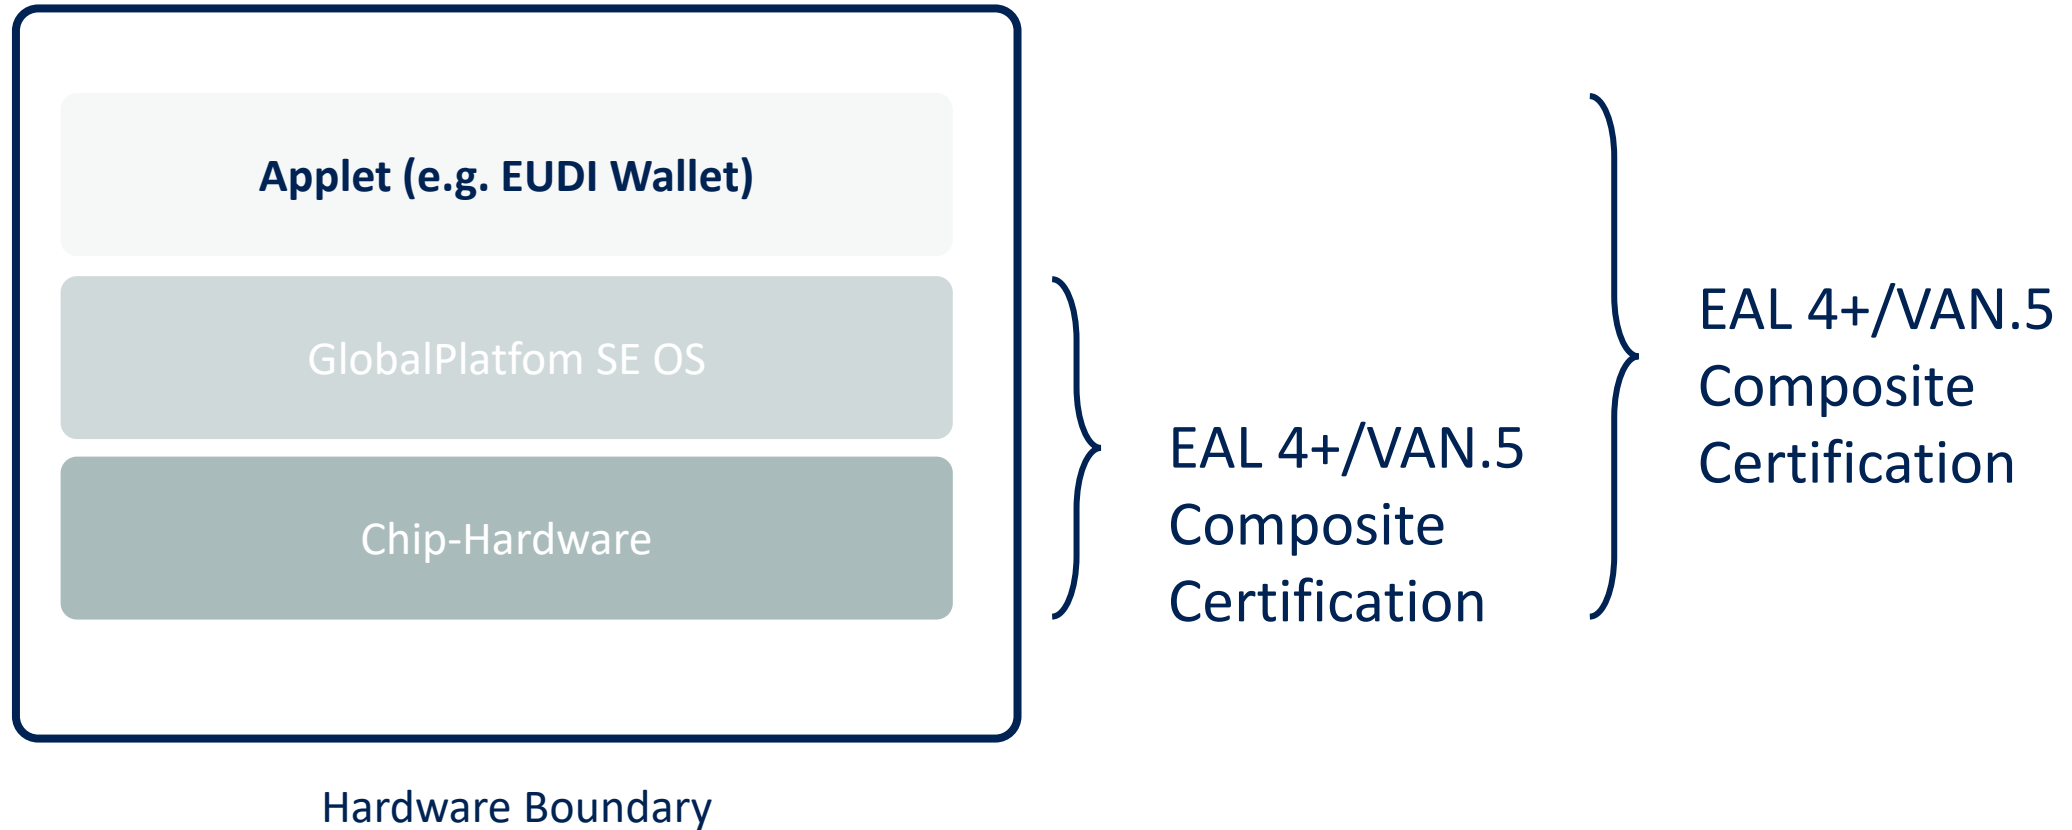 Applet (e.g. EUDI Wallet)
GlobalPlatfom SE OS
Chip-Hardware
Hardware Boundary
EAL 4+/VAN.5
Composite
Certification
EAL 4+/VAN.5
Composite
Certification